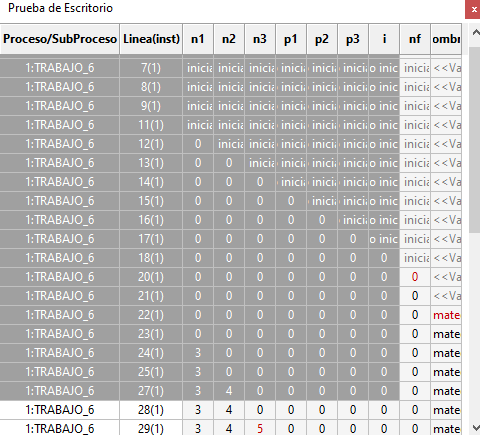 Prueba de Escritorio
Proceso/SubProceso Linea(inst) n1 n2 n3 p1 p2 p3 i nf ombr
1:TRABAJO_6 7(1) inicia inicia inicia inicia inicia inicia o inic inicia <<Va
1:TRABAJO_6 8(1) inicia inicia inicia inicia inicia inicia o inic inicia <<Va
1:TRABAJO_6 9(1) inicia inicia inicia inicia inicia inicia o inic inicia <<Va
1:TRABAJO_6 11(1) inicia inicia inicia inicia inicia inicia o inic inicia <<Va
1:TRABAJO_6 12(1) 0 inicia inicia inicia inicia inicia o inic inicia <<Va
1:TRABAJO_6 13(1) 0 0 inicia inicia inicia inicia o inic inicia <<Va
1:TRABAJO_6 14(1) 0 0 0 inicia inicia inicia o inic inicia <<Va
1:TRABAJO_6 15(1) 0 0 0 0 inicia inicia o inic inicia <<Va
1:TRABAJO_6 16(1) 0 0 0 0 0 inicia o inic inicia <<Va
1:TRABAJO_6 17(1) 0 0 0 0 0 0 o inic inicia <<Va
1:TRABAJO_6 18(1) 0 0 0 0 0 0 0 inicia <<Va
1:TRABAJO_6 20(1) 0 0 0 0 0 0 0 0 <<Va
1:TRABAJO_6 21(1) 0 0 0 0 0 0 0 0 <<Va
1:TRABAJO_6 22(1) 0 0 0 0 0 0 0 0 mate
1:TRABAJO_6 23(1) 0 0 0 0 0 0 0 0 mate
1:TRABAJO_6 24(1) 3 0 0 0 0 0 0 0 mate
1:TRABAJO_6 25(1) 3 0 0 0 0 0 0 0 mate
1:TRABAJO_6 27(1) 3 4 0 0 0 0 0 0 mate
1:TRABAJO_6 28(1) 3 4 0 0 0 0 0 0 mate
1:TRABAJO_6 29(1) 3 4 5 0 0 0 0 0 mate